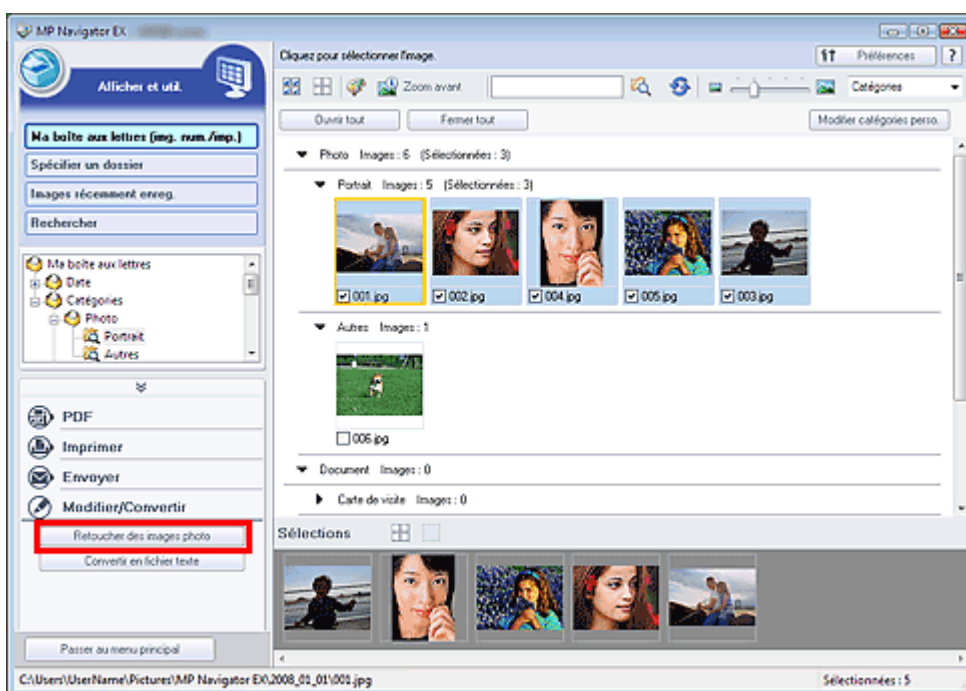 MP Navigator EX
Afficher et util.
Ma boîte aux lettres (img. num./imp.)
Spécifier un dossier
Images récemment enreg.
Rechercher
Ma boîte aux lettres
Date
Catégories
Photo
Portrait
Autres
PDF
Imprimer
Envoyer
Modifier/Convertir
Retoucher des images photo
Convertir en fichier texte
Passer au menu principal
Cliquez pour sélectionner l'image.
Préférences
?
Zoom avant
Catégories
Ouvrir tout
Fermer tout
Modifier catégories perso.
Photo Images : 6 (Sélectionnées : 3)
Portrait Images : 5 (Sélectionnées : 3)
001.jpg
002.jpg
004.jpg
005.jpg
003.jpg
Autres Images : 1
006.jpg
Document Images : 0
Carte de visite Images : 0
Sélections
C:\Users\UserName\Pictures\MP Navigator EX\2008_01_01\001.jpg
Sélectionnées : 5